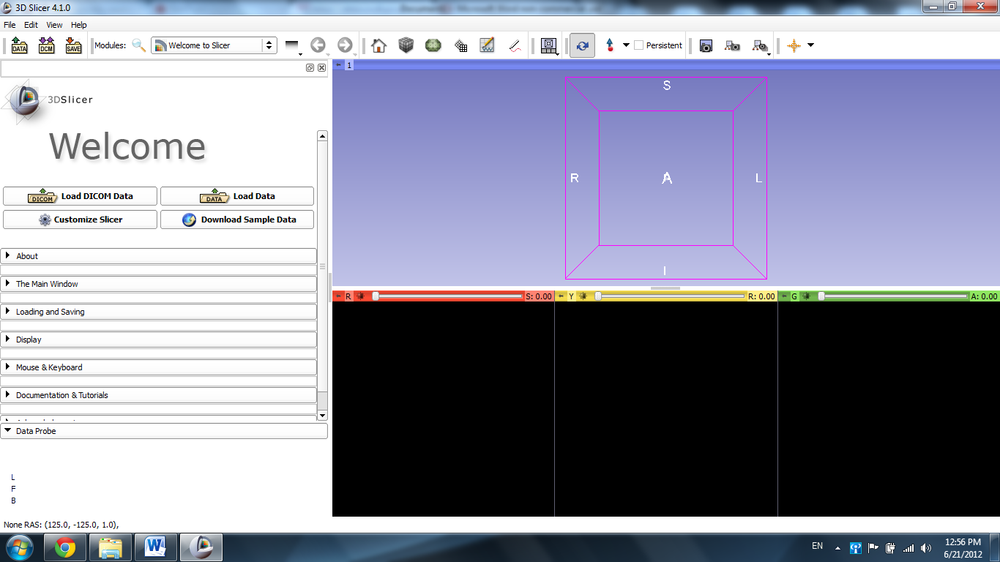 3D Slicer 4.1.0
File Edit View Help
DATA DCM SAVE Modules: Welcome to Slicer Persistent
1
3DSlicer
Welcome
DICOM Load DICOM Data DATA Load Data
Customize Slicer Download Sample Data
About
The Main Window
Loading and Saving
Display
Mouse & Keyboard
Documentation & Tutorials
Data Probe
L
F
B
None RAS: (125.0, -125.0, 1.0),
S
R A L
I
R S: 0.00 Y R: 0.00 G A: 0.00
EN 12:56 PM
6/21/2012